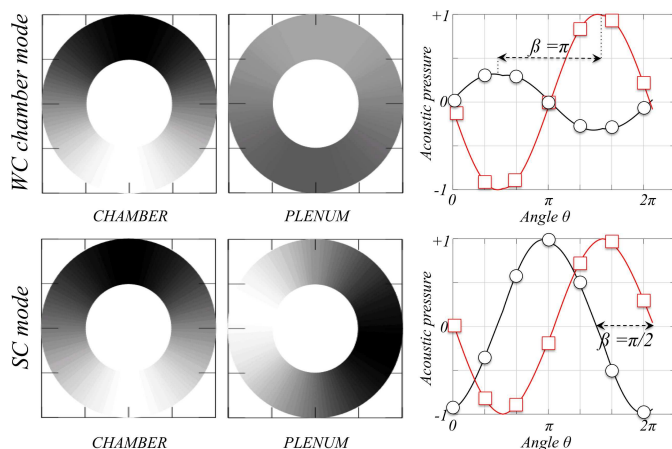 WC chamber mode
CHAMBER
PLENUM
Acoustic pressure
+1
0
-1
β = π
0
π
2π
Angle θ
SC mode
CHAMBER
PLENUM
Acoustic pressure
+1
0
-1
β = π/2
0
π
2π
Angle θ